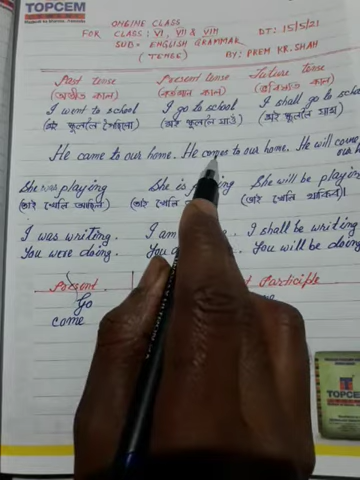 TOPCEM
CEMENT
ONLINE CLASS
FOR CLASS: VI, VII & VIII DT: 15/5/21
SUB- ENGLISH GRAMMAR
(TENSE) BY: PREM KR. SHAH
Past tense Present tense Future tense
(অতীত কাল) (বৰ্তমান কাল) (ভৱিষ্যত কাল)
I went to school I go to school I shall go to scho
(মই স্কুললৈ গৈছিলো) (মই স্কুললৈ যাওঁ) (মই স্কুললৈ যাম)
He came to our home. He comes to our home. He will come
She playing She is playing She will be playin
I was writing. I am I shall be writing
You were doing. You You will be doing
Present Participle
Go
come
TOPCEM